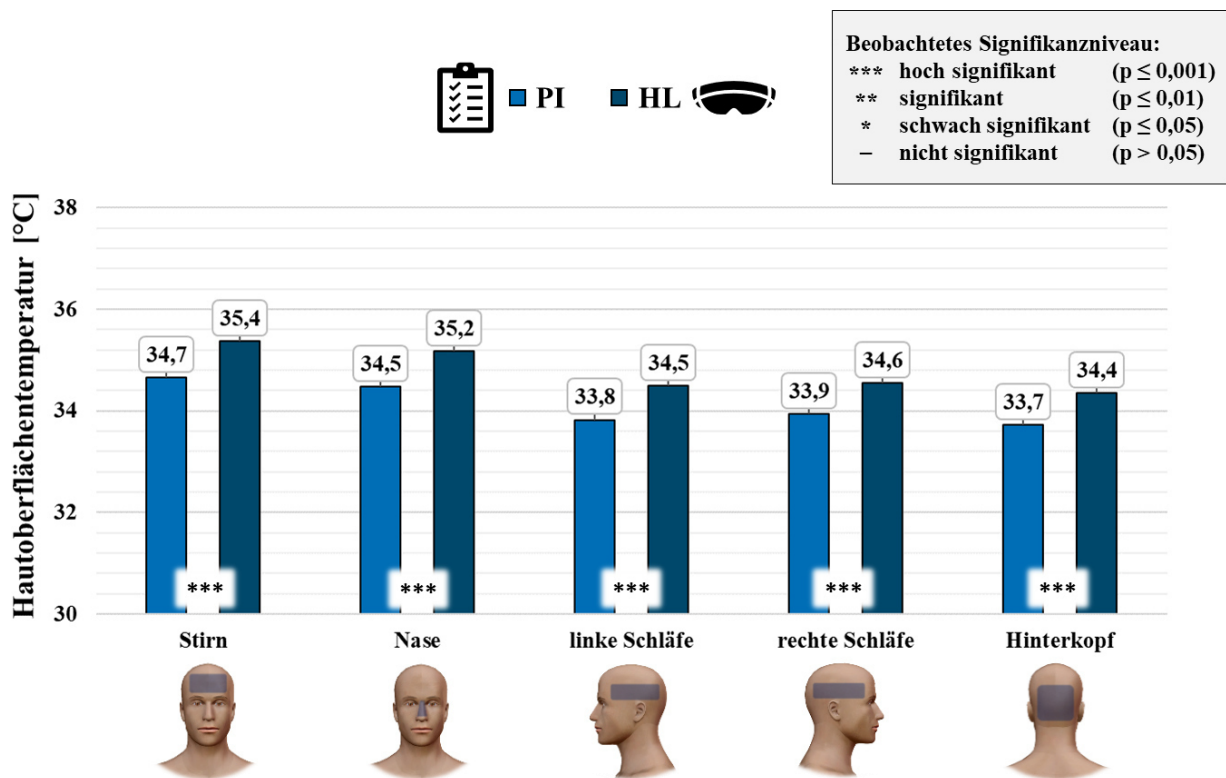 Beobachtetes Signifikanzniveau:
*** hoch signifikant (p ≤ 0,001)
** signifikant (p ≤ 0,01)
* schwach signifikant (p ≤ 0,05)
– nicht signifikant (p > 0,05)
PI HL
Hautoberflächentemperatur [°C]
38
36
34
32
30
34,7 35,4 34,5 35,2 33,8 34,5 33,9 34,6 33,7 34,4
*** *** *** *** ***
Stirn Nase linke Schläfe rechte Schläfe Hinterkopf